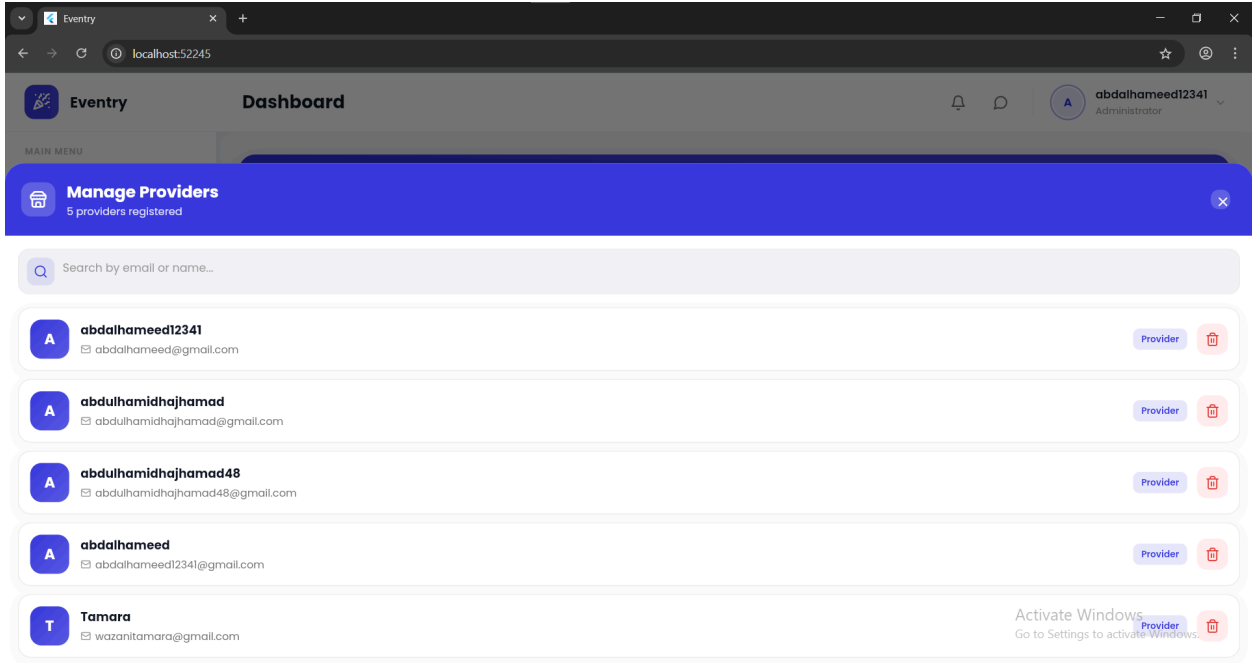 Eventry
localhost:52245
Eventry
Dashboard
A
abdalhameed12341
Administrator
MAIN MENU
Manage Providers
5 providers registered
Search by email or name...
A
abdalhameed12341
abdalhameed@gmail.com
Provider
A
abdulhamidhajhamad
abdulhamidhajhamad@gmail.com
Provider
A
abdulhamidhajhamad48
abdulhamidhajhamad48@gmail.com
Provider
A
abdalhameed
abdalhameed12341@gmail.com
Provider
T
Tamara
wazanitamara@gmail.com
Provider
Activate Windows
Go to Settings to activate Windows.